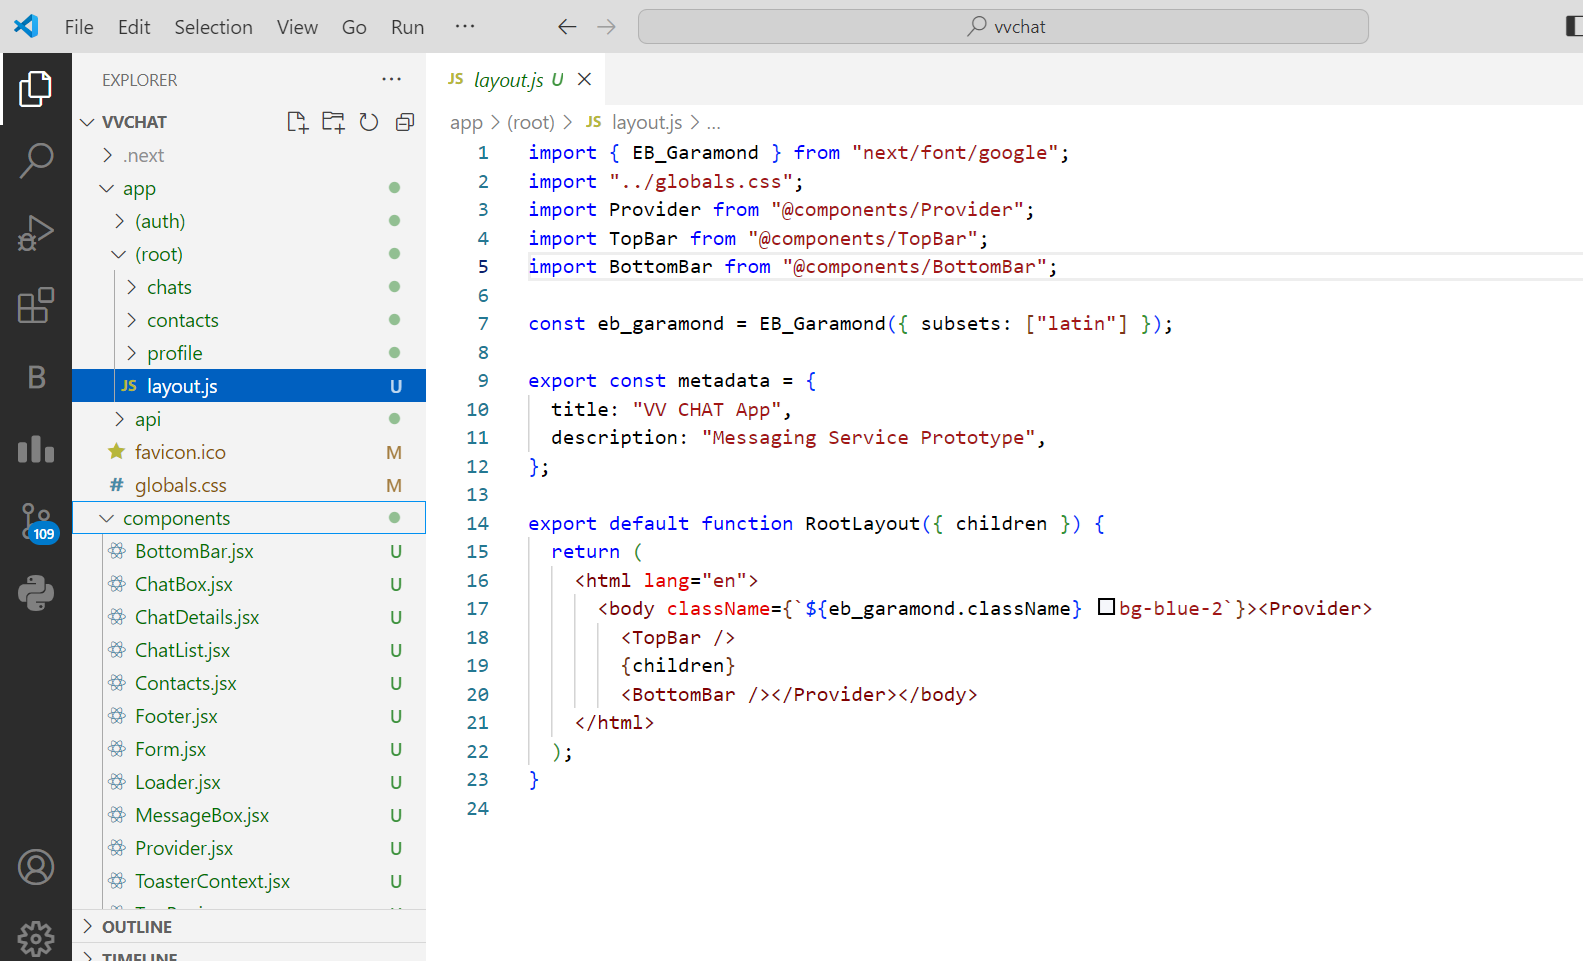 File Edit Selection View Go Run ··· vvchat
EXPLORER ···
VVCHAT
.next
app
(auth)
(root)
chats
contacts
profile
JS layout.js U
api
favicon.ico M
# globals.css M
components
BottomBar.jsx U
ChatBox.jsx U
ChatDetails.jsx U
ChatList.jsx U
Contacts.jsx U
Footer.jsx U
Form.jsx U
Loader.jsx U
MessageBox.jsx U
Provider.jsx U
ToasterContext.jsx U
OUTLINE
TIMELINE
B
109
JS layout.js U
app > (root) > JS layout.js > ...
1 import { EB_Garamond } from "next/font/google";
2 import "../globals.css";
3 import Provider from "@components/Provider";
4 import TopBar from "@components/TopBar";
5 import BottomBar from "@components/BottomBar";
6
7 const eb_garamond = EB_Garamond({ subsets: ["latin"] });
8
9 export const metadata = {
10 title: "VV CHAT App",
11 description: "Messaging Service Prototype",
12 };
13
14 export default function RootLayout({ children }) {
15 return (
16 <html lang="en">
17 <body className={`${eb_garamond.className} bg-blue-2`}><Provider>
18 <TopBar />
19 {children}
20 <BottomBar /></Provider></body>
21 </html>
22 );
23 }
24